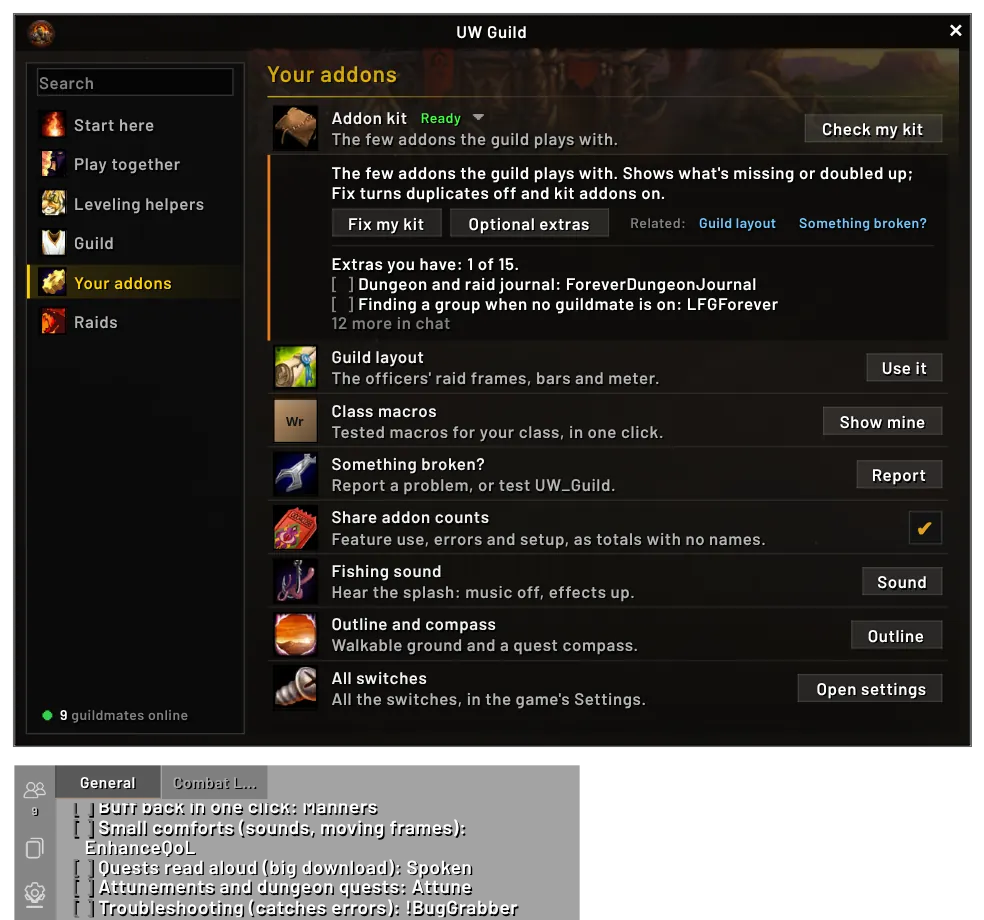 UW Guild
Search
Start here
Play together
Leveling helpers
Guild
Your addons
Raids
9 guildmates online
Your addons
Addon kit Ready
The few addons the guild plays with.
Check my kit
The few addons the guild plays with. Shows what's missing or doubled up;
Fix turns duplicates off and kit addons on.
Fix my kit Optional extras Related: Guild layout Something broken?
Extras you have: 1 of 15.
[ ] Dungeon and raid journal: ForeverDungeonJournal
[ ] Finding a group when no guildmate is on: LFGForever
12 more in chat
Guild layout
The officers' raid frames, bars and meter.
Use it
Wr
Class macros
Tested macros for your class, in one click.
Show mine
Something broken?
Report a problem, or test UW_Guild.
Report
Share addon counts
Feature use, errors and setup, as totals with no names.
Fishing sound
Hear the splash: music off, effects up.
Sound
Outline and compass
Walkable ground and a quest compass.
Outline
All switches
All the switches, in the game's Settings.
Open settings
9
General Combat L...
[ ] Buff back in one click: Manners
[ ] Small comforts (sounds, moving frames):
EnhanceQoL
[ ] Quests read aloud (big download): Spoken
[ ] Attunements and dungeon quests: Attune
[ ] Troubleshooting (catches errors): !BugGrabber